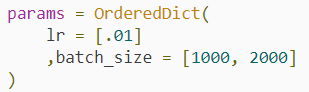 params = OrderedDict(
    lr = [.01]
    ,batch_size = [1000, 2000]
)